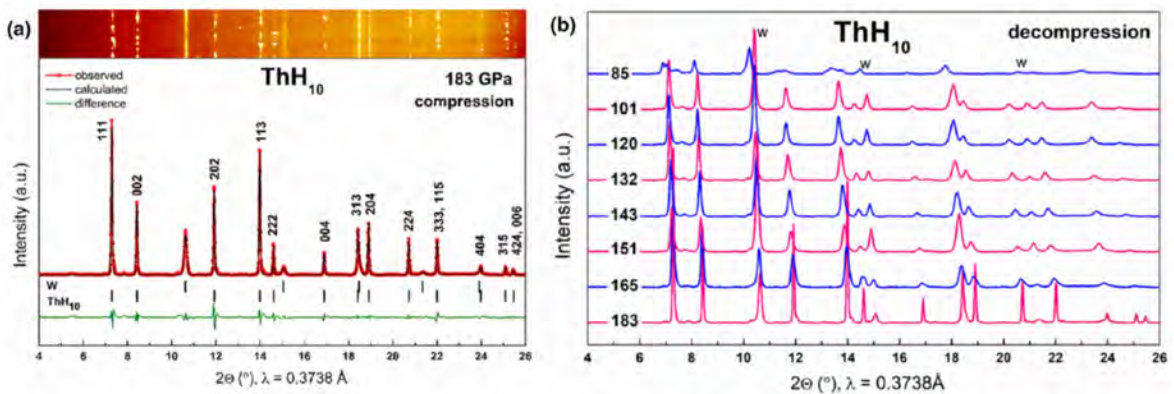 (a)
ThH10
183 GPa
compression
observed
calculated
difference
111
002
202
113
222
004
313
204
224
333, 115
404
315
424, 006
Intensity (a.u.)
W
ThH10
4 6 8 10 12 14 16 18 20 22 24 26
2Θ (°), λ = 0.3738 Å
(b)
ThH10
decompression
W
W
W
85
101
120
132
143
151
165
183
Intensity (a.u.)
4 6 8 10 12 14 16 18 20 22 24 26
2Θ (°), λ = 0.3738Å